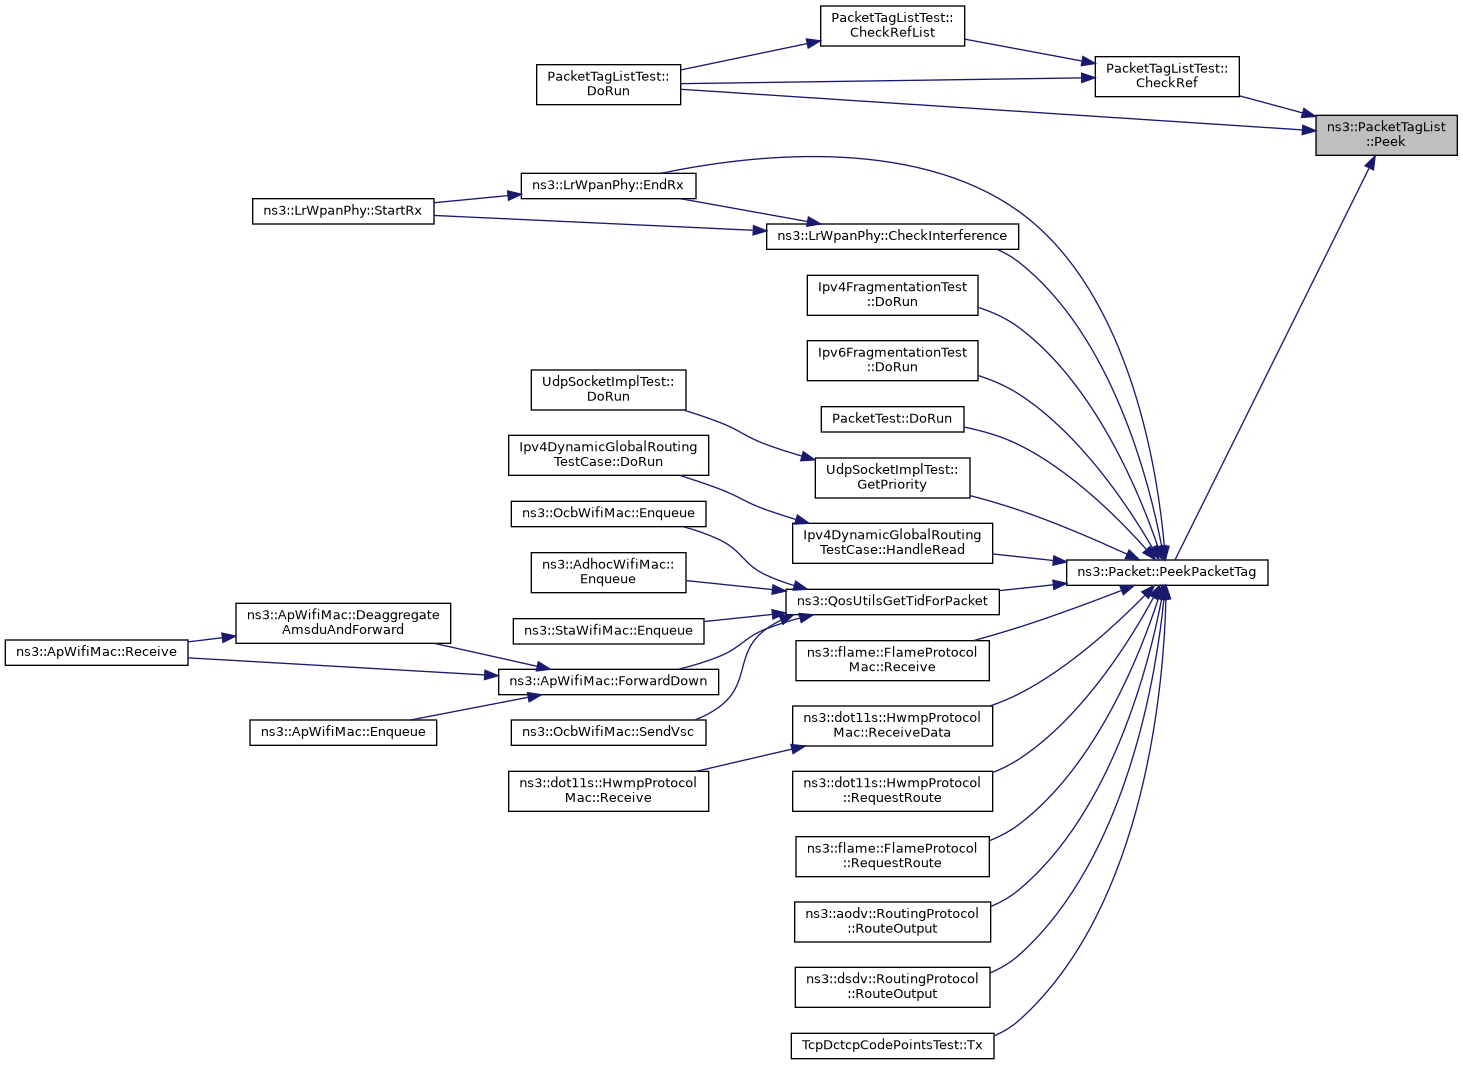 PacketTagListTest::
CheckRefList
PacketTagListTest::
DoRun
PacketTagListTest::
CheckRef
ns3::PacketTagList
::Peek
ns3::LrWpanPhy::EndRx
ns3::LrWpanPhy::StartRx
ns3::LrWpanPhy::CheckInterference
Ipv4FragmentationTest
::DoRun
Ipv6FragmentationTest
::DoRun
UdpSocketImplTest::
DoRun
PacketTest::DoRun
Ipv4DynamicGlobalRouting
TestCase::DoRun
UdpSocketImplTest::
GetPriority
ns3::OcbWifiMac::Enqueue
Ipv4DynamicGlobalRouting
TestCase::HandleRead
ns3::AdhocWifiMac::
Enqueue
ns3::Packet::PeekPacketTag
ns3::QosUtilsGetTidForPacket
ns3::ApWifiMac::Deaggregate
AmsduAndForward
ns3::StaWifiMac::Enqueue
ns3::ApWifiMac::Receive
ns3::flame::FlameProtocol
Mac::Receive
ns3::ApWifiMac::ForwardDown
ns3::ApWifiMac::Enqueue
ns3::OcbWifiMac::SendVsc
ns3::dot11s::HwmpProtocol
Mac::ReceiveData
ns3::dot11s::HwmpProtocol
Mac::Receive
ns3::dot11s::HwmpProtocol
::RequestRoute
ns3::flame::FlameProtocol
::RequestRoute
ns3::aodv::RoutingProtocol
::RouteOutput
ns3::dsdv::RoutingProtocol
::RouteOutput
TcpDctcpCodePointsTest::Tx